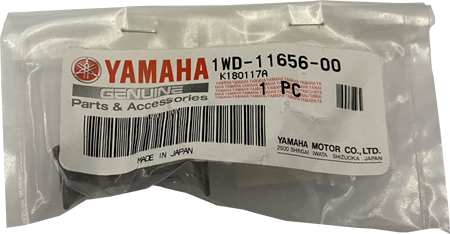 YAMAHA
GENUINE
Parts & Accessories
1WD-11656-00
K180117A
1 PC
MADE IN JAPAN
YAMAHA MOTOR CO.,LTD.
2500 SHINGAI IWATA SHIZUOKA JAPAN